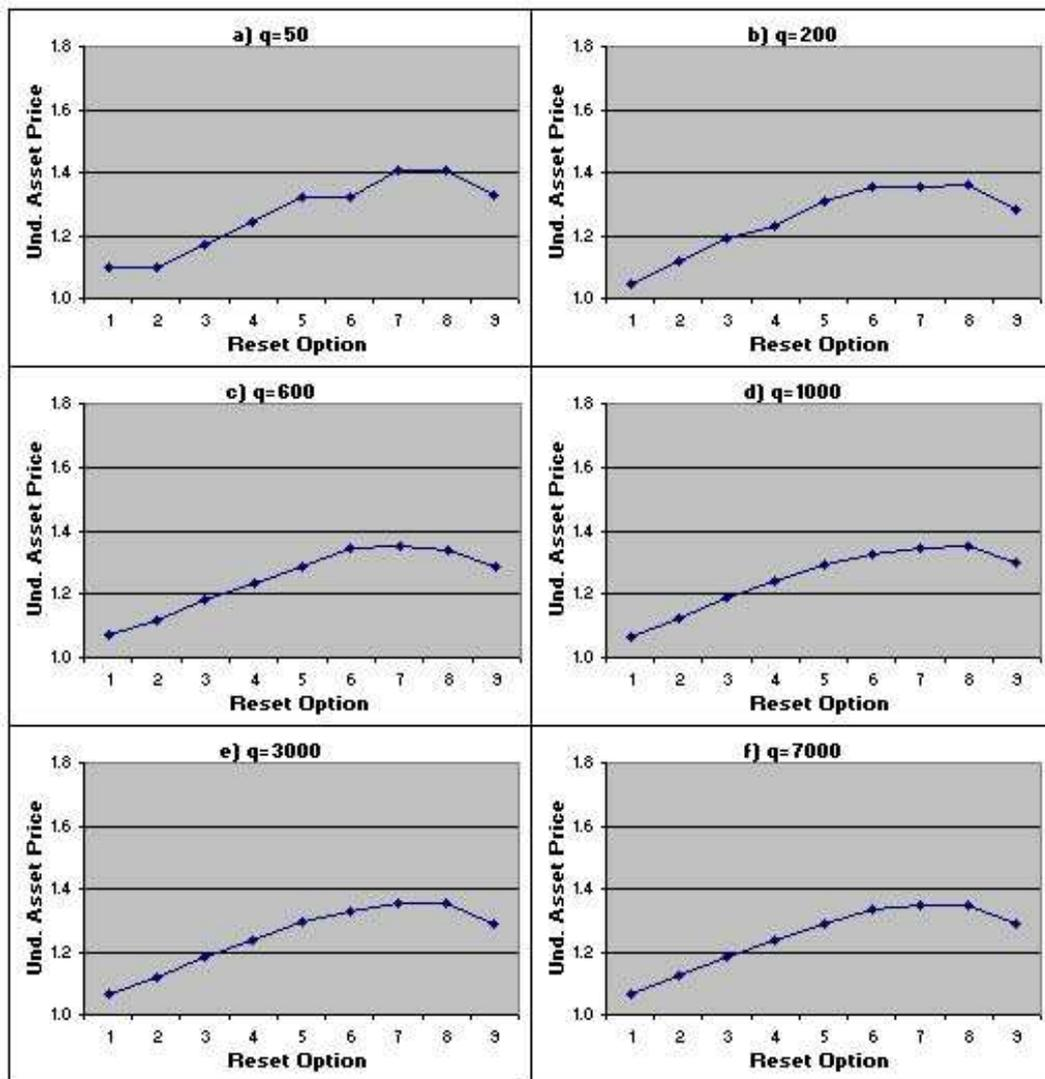 a) q=50
Und. Asset Price
1.8
1.6
1.4
1.2
1.0
1 2 3 4 5 6 7 8 9
Reset Option
b) q=200
Und. Asset Price
1.8
1.6
1.4
1.2
1.0
1 2 3 4 5 6 7 8 9
Reset Option
c) q=600
Und. Asset Price
1.8
1.6
1.4
1.2
1.0
1 2 3 4 5 6 7 8 9
Reset Option
d) q=1000
Und. Asset Price
1.8
1.6
1.4
1.2
1.0
1 2 3 4 5 6 7 8 9
Reset Option
e) q=3000
Und. Asset Price
1.8
1.6
1.4
1.2
1.0
1 2 3 4 5 6 7 8 9
Reset Option
f) q=7000
Und. Asset Price
1.8
1.6
1.4
1.2
1.0
1 2 3 4 5 6 7 8 9
Reset Option